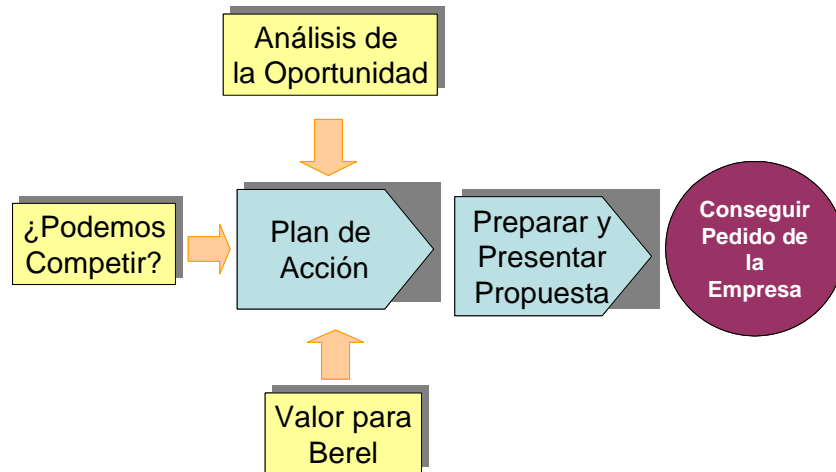 Análisis de
la Oportunidad
¿Podemos
Competir?
Plan de
Acción
Preparar y
Presentar
Propuesta
Conseguir
Pedido de
la
Empresa
Valor para
Berel